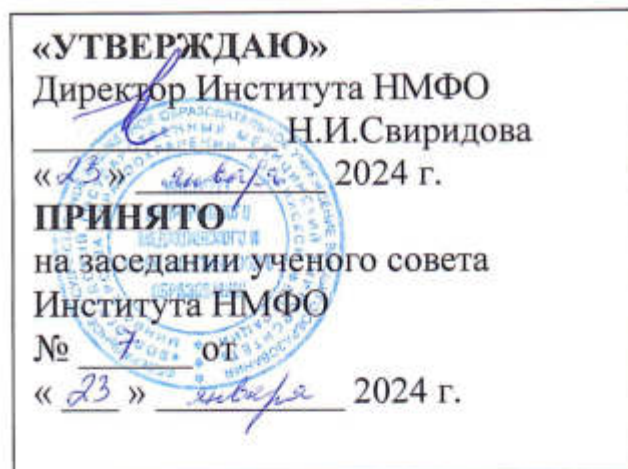 «УТВЕРЖДАЮ»
Директор Института НМФО
____________ Н.И.Свиридова
«23» января 2024 г.
ПРИНЯТО
на заседании ученого совета
Института НМФО
№ 7 от
«23» января 2024 г.